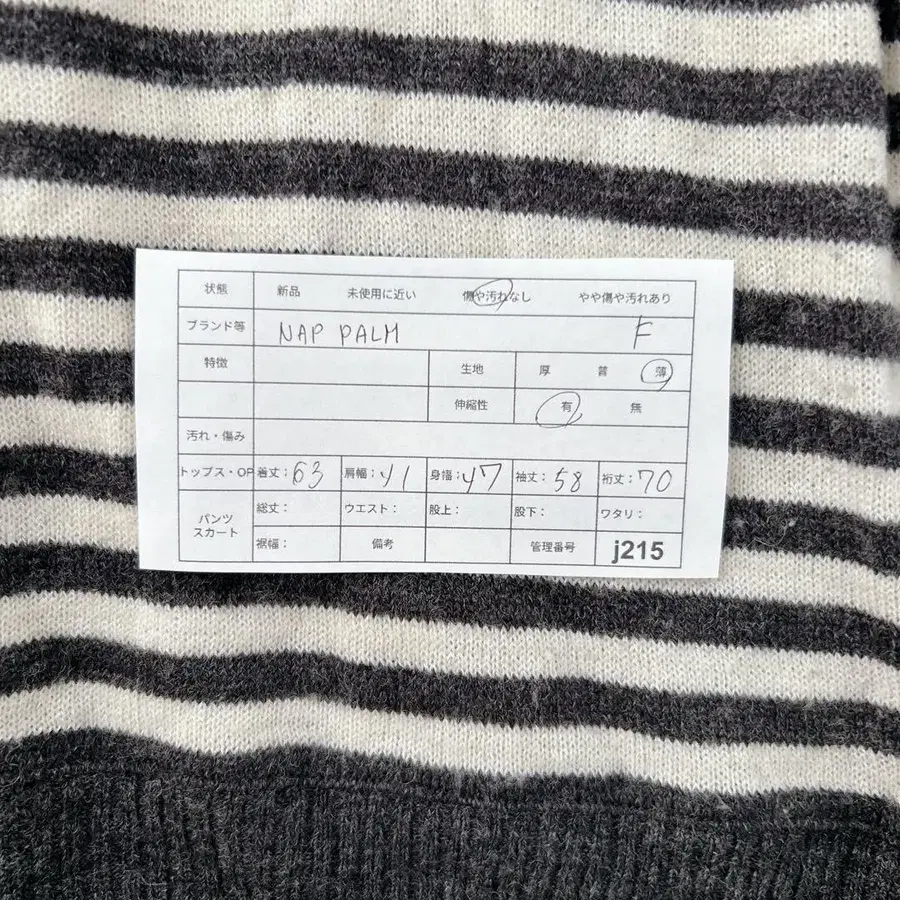 状態 新品 未使用に近い 傷や汚れなし やや傷や汚れあり
ブランド等 NAP PALM F
特徴 生地 厚 普 薄
伸縮性 有 無
汚れ・傷み
トップス・OP 着丈：63 肩幅：41 身幅：47 袖丈：58 裄丈：70
パンツ スカート 総丈： ウエスト： 股上： 股下： ワタリ：
裾幅： 備考 管理番号 j215